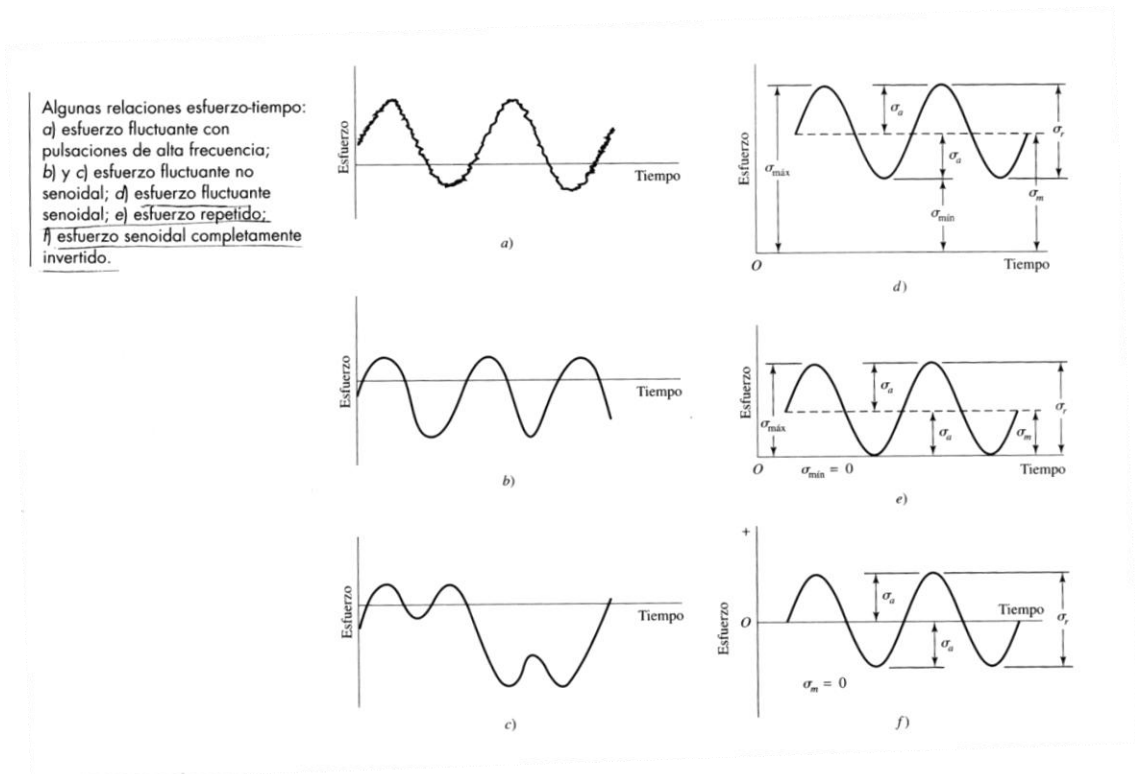 Algunas relaciones esfuerzo-tiempo:
a) esfuerzo fluctuante con
pulsaciones de alta frecuencia;
b) y c) esfuerzo fluctuante no
senoidal; d) esfuerzo fluctuante
senoidal; e) esfuerzo repetido;
f) esfuerzo senoidal completamente
invertido.
Esfuerzo
Tiempo
a)
Esfuerzo
Tiempo
b)
Esfuerzo
Tiempo
c)
Esfuerzo
σmáx
σa
σa
σmín
σr
σm
O
Tiempo
d)
Esfuerzo
σmáx
σa
σa
σm
σr
O
σmín = 0
Tiempo
e)
+
Esfuerzo
O
σa
σa
Tiempo
σr
σm = 0
f)